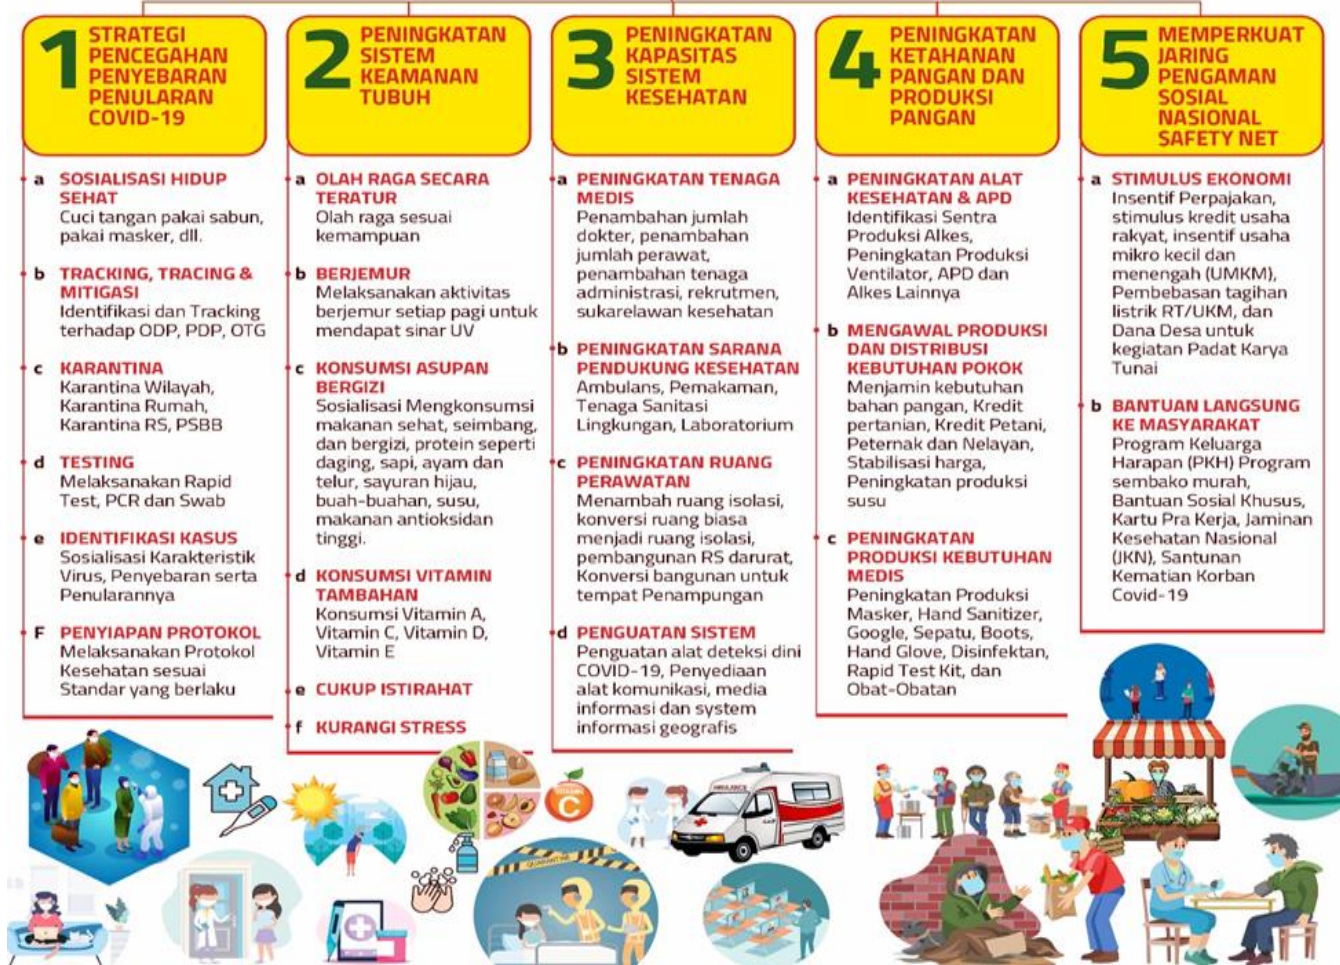 1
STRATEGI
PENCEGAHAN
PENYEBARAN
PENULARAN
COVID-19
a SOSIALISASI HIDUP
SEHAT
Cuci tangan pakai sabun,
pakai masker, dll.
b TRACKING, TRACING &
MITIGASI
Identifikasi dan Tracking
terhadap ODP, PDP, OTG
c KARANTINA
Karantina Wilayah,
Karantina Rumah,
Karantina RS, PSBB
d TESTING
Melaksanakan Rapid
Test, PCR dan Swab
e IDENTIFIKASI KASUS
Sosialisasi Karakteristik
Virus, Penyebaran serta
Penularannya
F PENYIAPAN PROTOKOL
Melaksanakan Protokol
Kesehatan sesuai
Standar yang berlaku
2
PENINGKATAN
SISTEM
KEAMANAN
TUBUH
a OLAH RAGA SECARA
TERATUR
Olah raga sesuai
kemampuan
b BERJEMUR
Melaksanakan aktivitas
berjemur setiap pagi untuk
mendapat sinar UV
c KONSUMSI ASUPAN
BERGIZI
Sosialisasi Mengkonsumsi
makanan sehat, seimbang,
dan bergizi, protein seperti
daging, sapi, ayam dan
telur, sayuran hijau,
buah-buahan, susu,
makanan antioksidan
tinggi.
d KONSUMSI VITAMIN
TAMBAHAN
Konsumsi Vitamin A,
Vitamin C, Vitamin D,
Vitamin E
e CUKUP ISTIRAHAT
f KURANGI STRESS
3
PENINGKATAN
KAPASITAS
SISTEM
KESEHATAN
a PENINGKATAN TENAGA
MEDIS
Penambahan jumlah
dokter, penambahan
jumlah perawat,
penambahan tenaga
administrasi, rekrutmen,
sukarelawan kesehatan
b PENINGKATAN SARANA
PENDUKUNG KESEHATAN
Ambulans, Pemakaman,
Tenaga Sanitasi
Lingkungan, Laboratorium
c PENINGKATAN RUANG
PERAWATAN
Menambah ruang isolasi,
konversi ruang biasa
menjadi ruang isolasi,
pembangunan RS darurat,
Konversi bangunan untuk
tempat Penampungan
d PENGUATAN SISTEM
Penguatan alat deteksi dini
COVID-19, Penyediaan
alat komunikasi, media
informasi dan system
informasi geografis
4
PENINGKATAN
KETAHANAN
PANGAN DAN
PRODUKSI
PANGAN
a PENINGKATAN ALAT
KESEHATAN & APD
Identifikasi Sentra
Produksi Alkes,
Peningkatan Produksi
Ventilator, APD dan
Alkes Lainnya
b MENGAWAL PRODUKSI
DAN DISTRIBUSI
KEBUTUHAN POKOK
Menjamin kebutuhan
bahan pangan, Kredit
pertanian, Kredit Petani,
Peternak dan Nelayan,
Stabilisasi harga,
Peningkatan produksi
susu
c PENINGKATAN
PRODUKSI KEBUTUHAN
MEDIS
Peningkatan Produksi
Masker, Hand Sanitizer,
Google, Sepatu, Boots,
Hand Glove, Disinfektan,
Rapid Test Kit, dan
Obat-Obatan
5
MEMPERKUAT
JARING
PENGAMAN
SOSIAL
NASIONAL
SAFETY NET
a STIMULUS EKONOMI
Insentif Perpajakan,
stimulus kredit usaha
rakyat, insentif usaha
mikro kecil dan
menengah (UMKM),
Pembebasan tagihan
listrik RT/UKM, dan
Dana Desa untuk
kegiatan Padat Karya
Tunai
b BANTUAN LANGSUNG
KE MASYARAKAT
Program Keluarga
Harapan (PKH) Program
sembako murah,
Bantuan Sosial Khusus,
Kartu Pra Kerja, Jaminan
Kesehatan Nasional
(JKN), Santunan
Kematian Korban
Covid-19
C
AMBULANCE
QUARANTINE